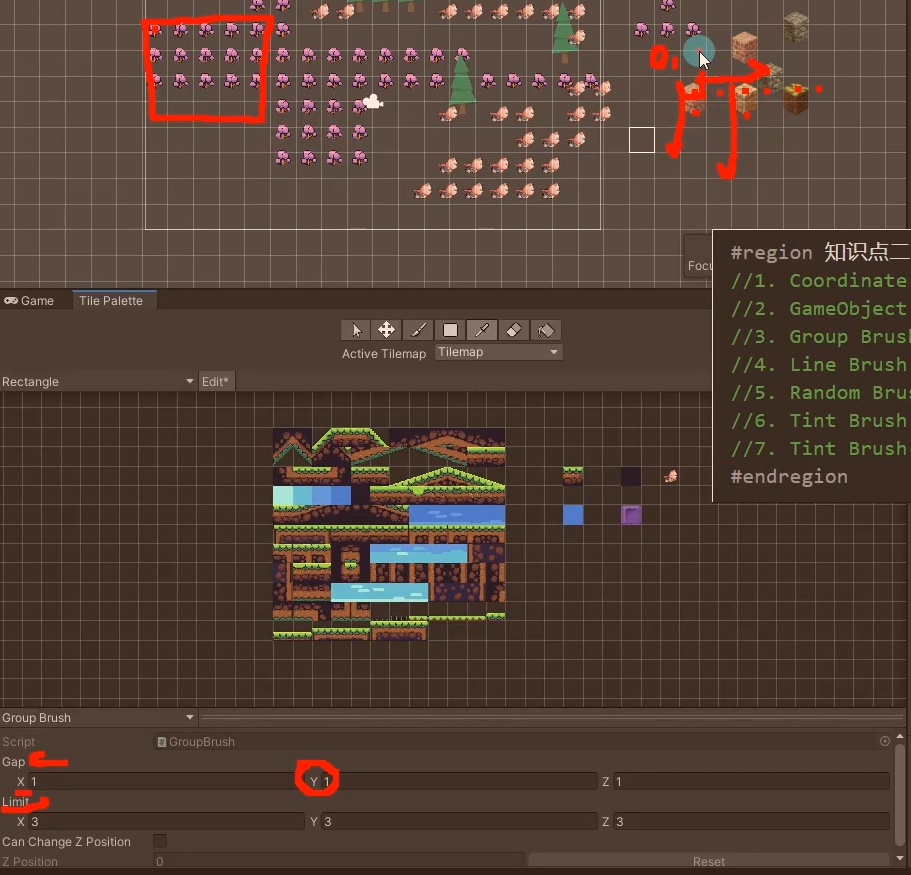 Focu
#region 知识点二
//1. Coordinate
//2. GameObject
//3. Group Brush
//4. Line Brush
//5. Random Brus
//6. Tint Brush
//7. Tint Brush
#endregion
Game Tile Palette
Active Tilemap Tilemap
Rectangle Edit*
Group Brush
Script GroupBrush
Gap
X 1 Y 1 Z 1
Limit
X 3 Y 3 Z 3
Can Change Z Position
Z Position 0 Reset